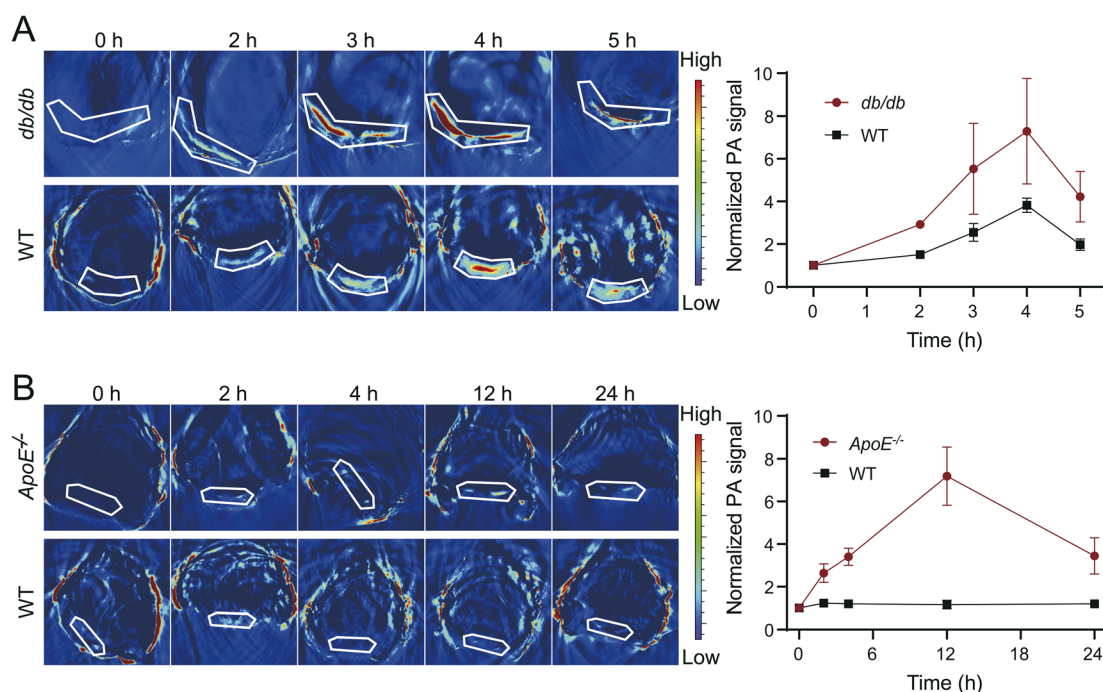 A
0 h 2 h 3 h 4 h 5 h
db/db
WT
High
Low
Normalized PA signal
10
8
6
4
2
0
db/db
WT
0 1 2 3 4 5
Time (h)
B
0 h 2 h 4 h 12 h 24 h
ApoE-/-
WT
High
Low
Normalized PA signal
10
8
6
4
2
0
ApoE-/-
WT
0 6 12 18 24
Time (h)